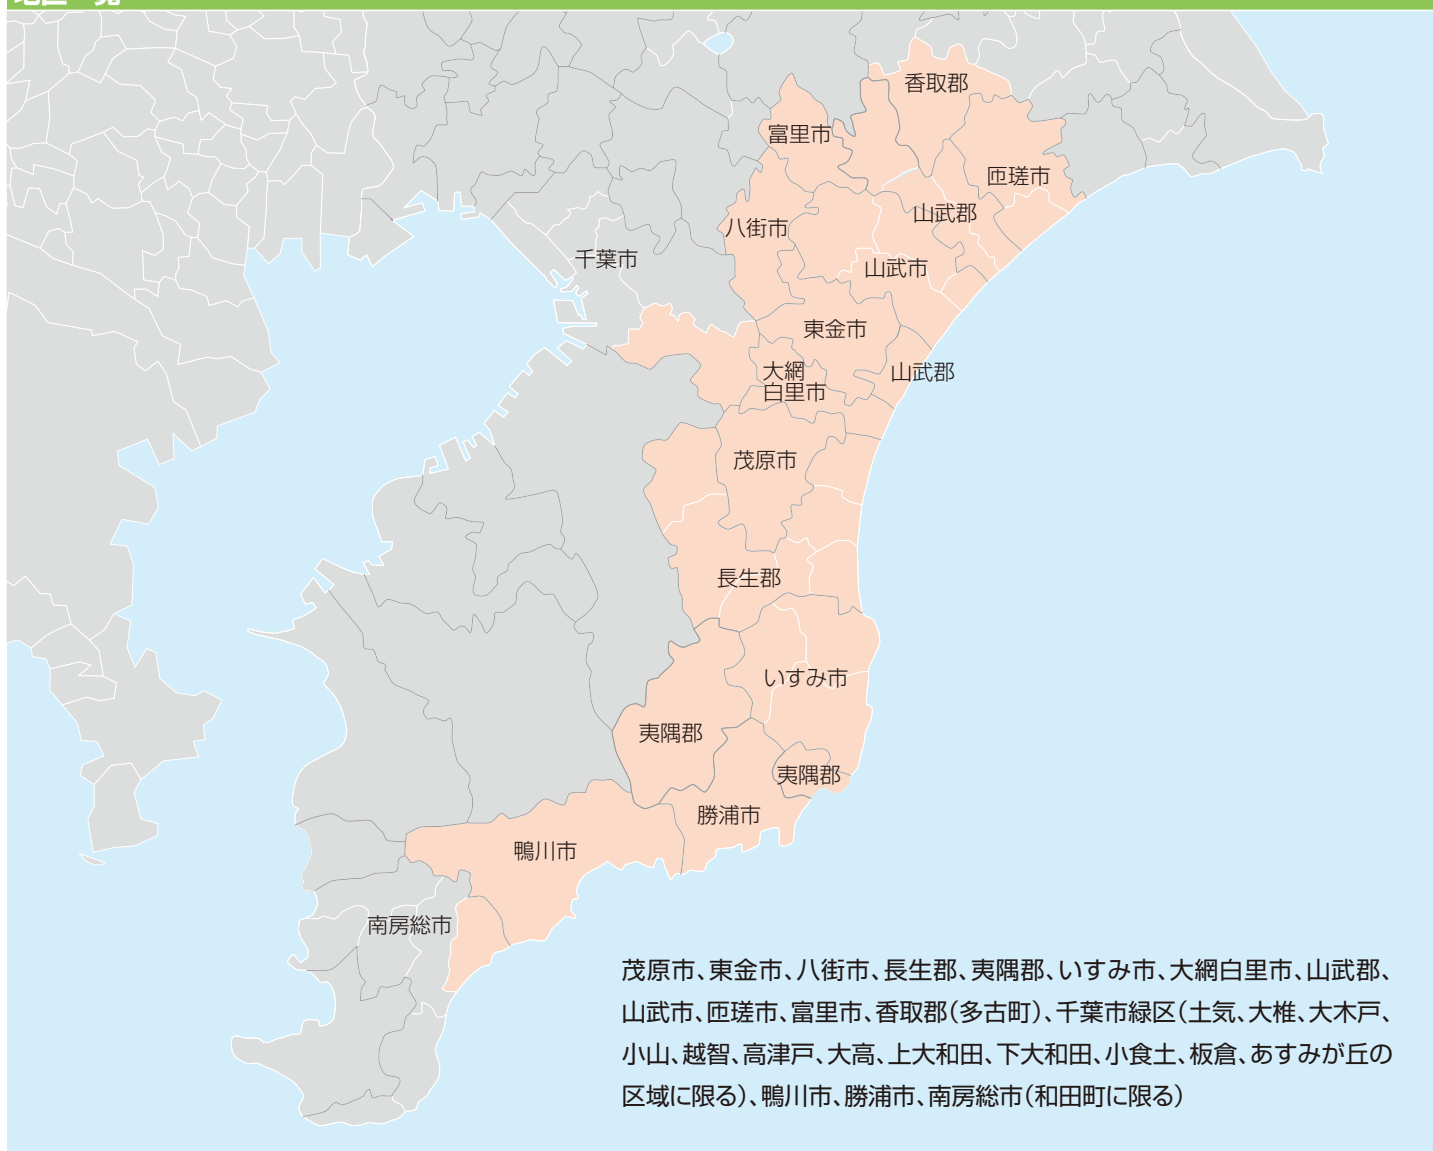 香取郡
富里市
匝瑳市
山武郡
八街市
千葉市
山武市
東金市
大網
白里市
山武郡
茂原市
長生郡
いすみ市
夷隅郡
夷隅郡
勝浦市
鴨川市
南房総市
茂原市、東金市、八街市、長生郡、夷隅郡、いすみ市、大網白里市、山武郡、
山武市、匝瑳市、富里市、香取郡(多古町)、千葉市緑区(土気、大椎、大木戸、
小山、越智、高津戸、大高、上大和田、下大和田、小食土、板倉、あすみが丘の
区域に限る)、鴨川市、勝浦市、南房総市(和田町に限る)